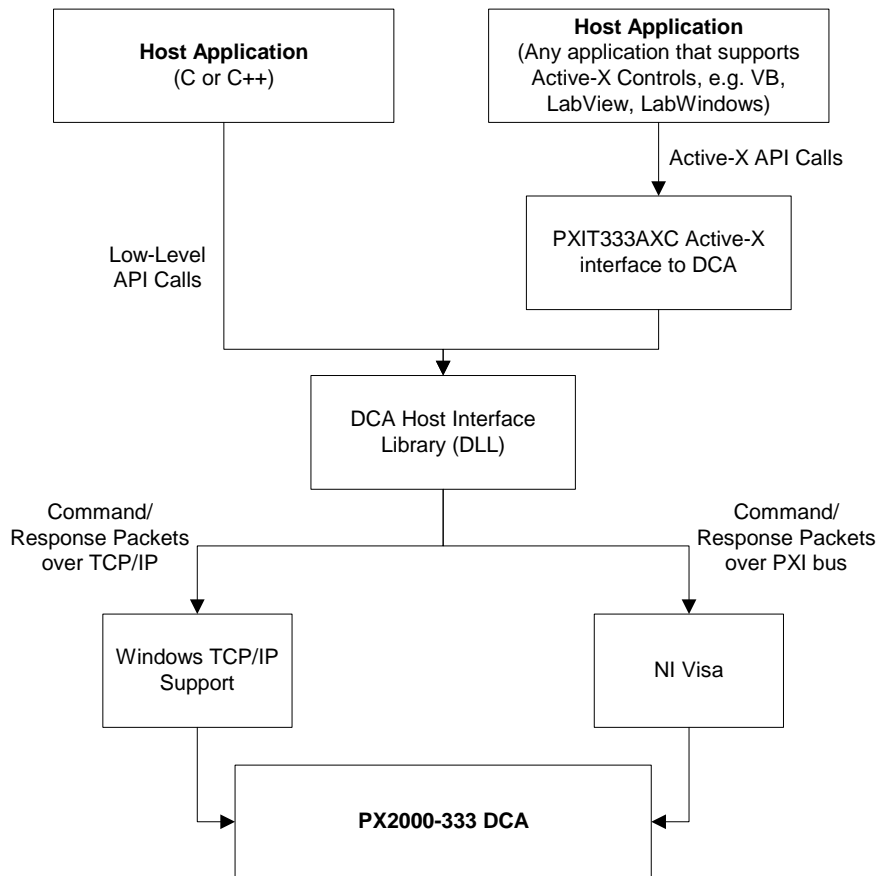 Host Application
(C or C++)
Host Application
(Any application that supports
Active-X Controls, e.g. VB,
LabView, LabWindows)
Active-X API Calls
PXIT333AXC Active-X
interface to DCA
Low-Level
API Calls
DCA Host Interface
Library (DLL)
Command/
Response Packets
over TCP/IP
Command/
Response Packets
over PXI bus
Windows TCP/IP
Support
NI Visa
PX2000-333 DCA